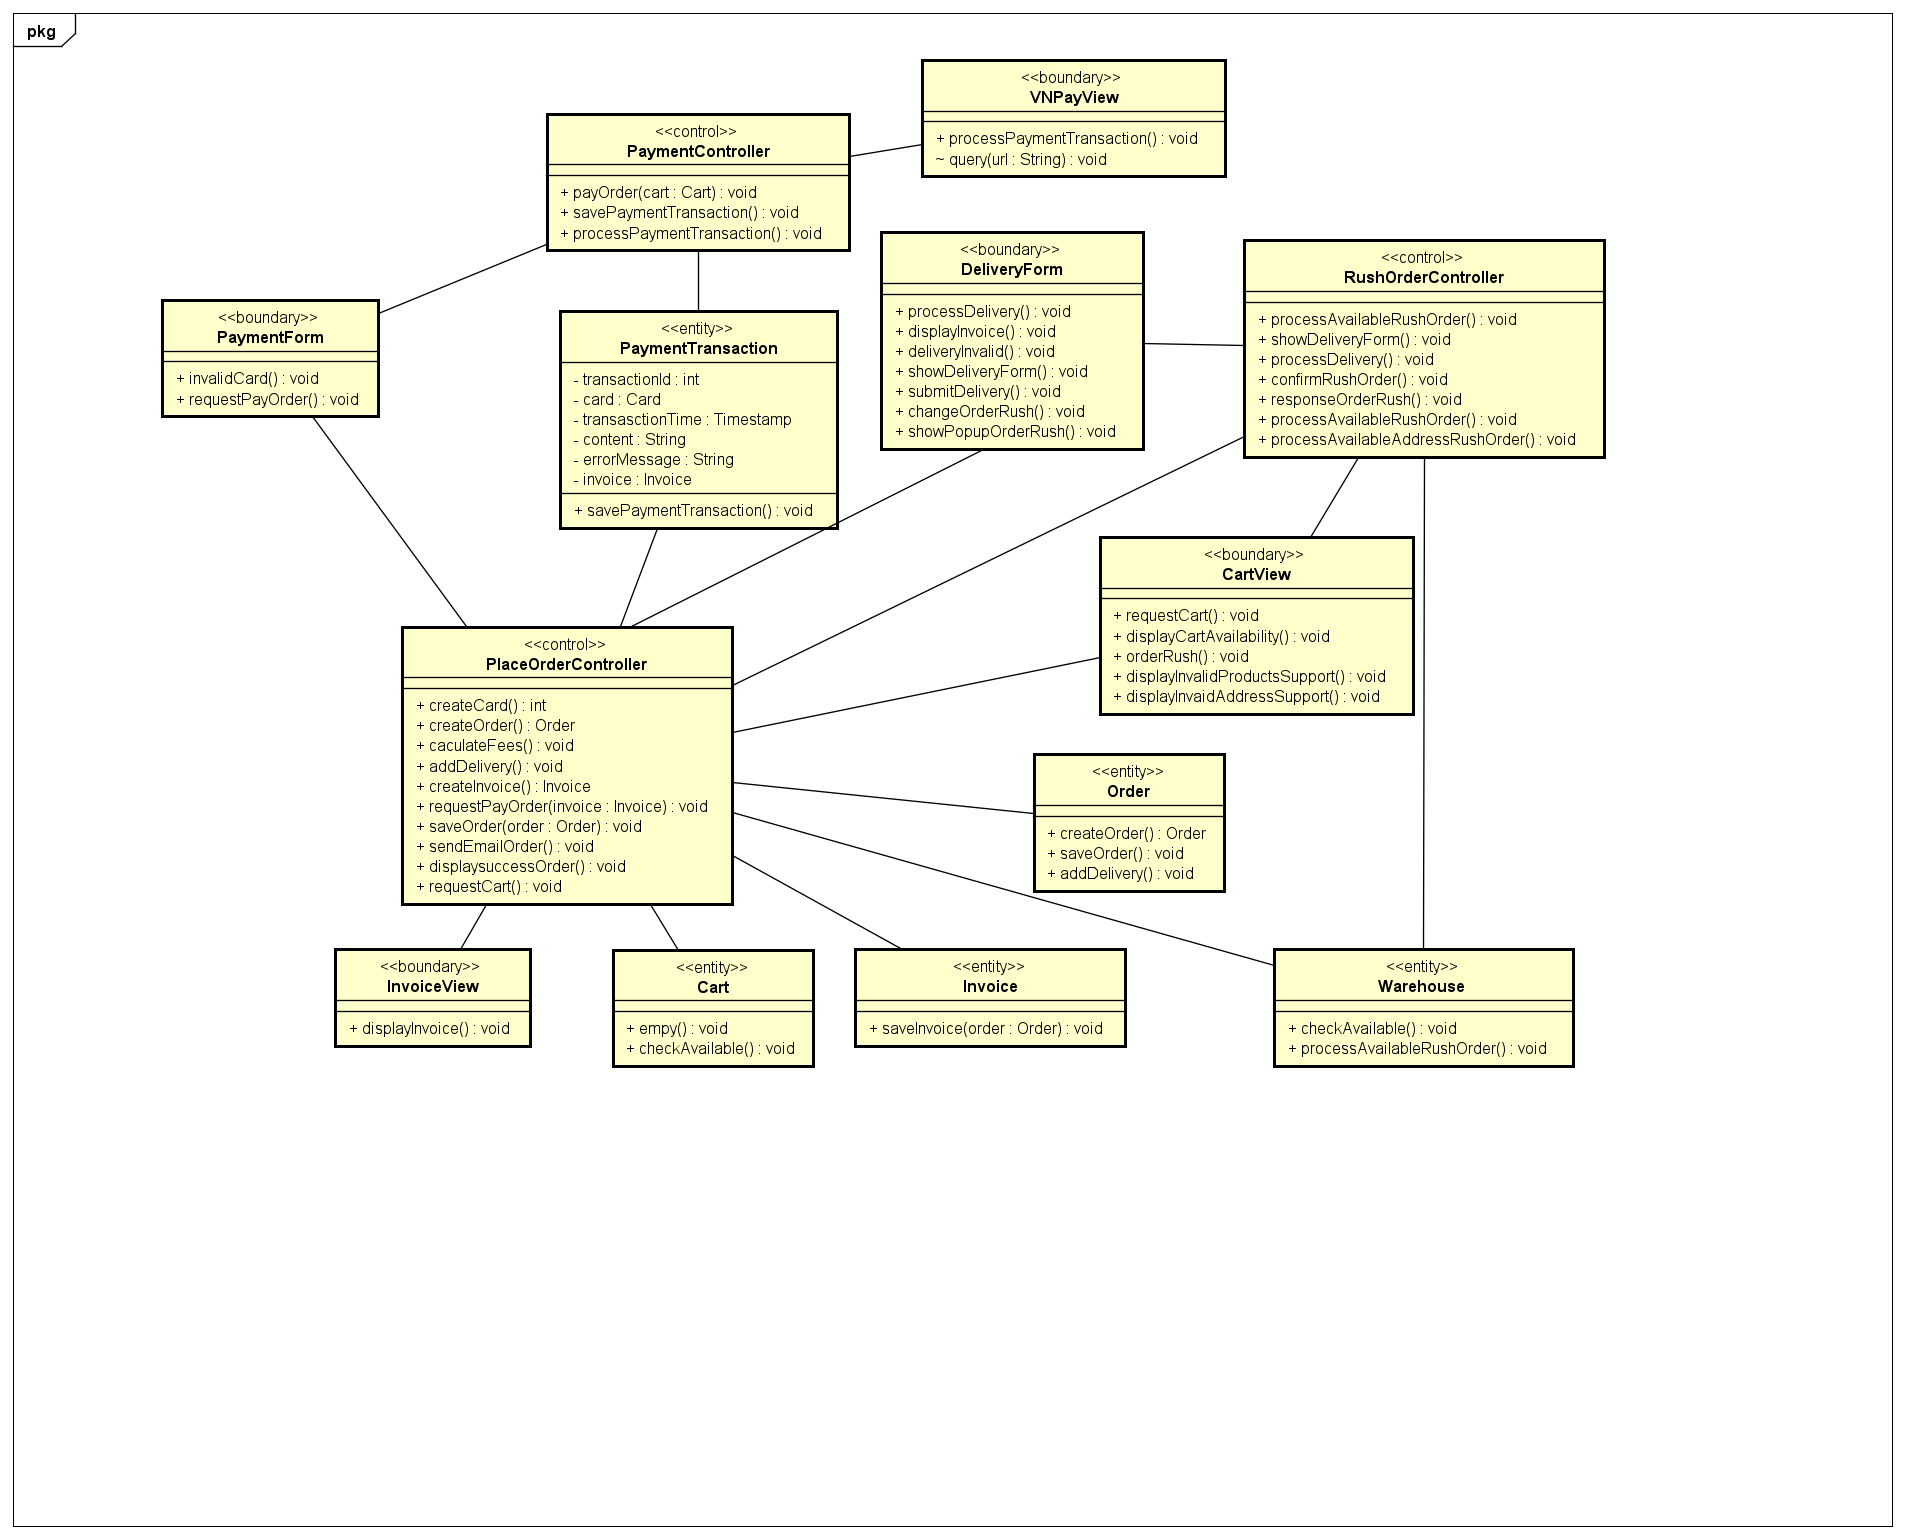 pkg
<<boundary>>
VNPayView
+ processPaymentTransaction() : void
~ query(url : String) : void
<<control>>
PaymentController
+ payOrder(cart : Cart) : void
+ savePaymentTransaction() : void
+ processPaymentTransaction() : void
<<boundary>>
DeliveryForm
+ processDelivery() : void
+ displayInvoice() : void
+ deliveryInvalid() : void
+ showDeliveryForm() : void
+ submitDelivery() : void
+ changeOrderRush() : void
+ showPopupOrderRush() : void
<<control>>
RushOrderController
+ processAvailableRushOrder() : void
+ showDeliveryForm() : void
+ processDelivery() : void
+ confirmRushOrder() : void
+ responseOrderRush() : void
+ processAvailableRushOrder() : void
+ processAvailableAddressRushOrder() : void
<<boundary>>
PaymentForm
+ invalidCard() : void
+ requestPayOrder() : void
<<entity>>
PaymentTransaction
- transactionId : int
- card : Card
- transasctionTime : Timestamp
- content : String
- errorMessage : String
- invoice : Invoice
+ savePaymentTransaction() : void
<<boundary>>
CartView
+ requestCart() : void
+ displayCartAvailability() : void
+ orderRush() : void
+ displayInvalidProductsSupport() : void
+ displayInvaidAddressSupport() : void
<<control>>
PlaceOrderController
+ createCard() : int
+ createOrder() : Order
+ caculateFees() : void
+ addDelivery() : void
+ createInvoice() : Invoice
+ requestPayOrder(invoice : Invoice) : void
+ saveOrder(order : Order) : void
+ sendEmailOrder() : void
+ displaysuccessOrder() : void
+ requestCart() : void
<<entity>>
Order
+ createOrder() : Order
+ saveOrder() : void
+ addDelivery() : void
<<boundary>>
InvoiceView
+ displayInvoice() : void
<<entity>>
Cart
+ empy() : void
+ checkAvailable() : void
<<entity>>
Invoice
+ saveInvoice(order : Order) : void
<<entity>>
Warehouse
+ checkAvailable() : void
+ processAvailableRushOrder() : void